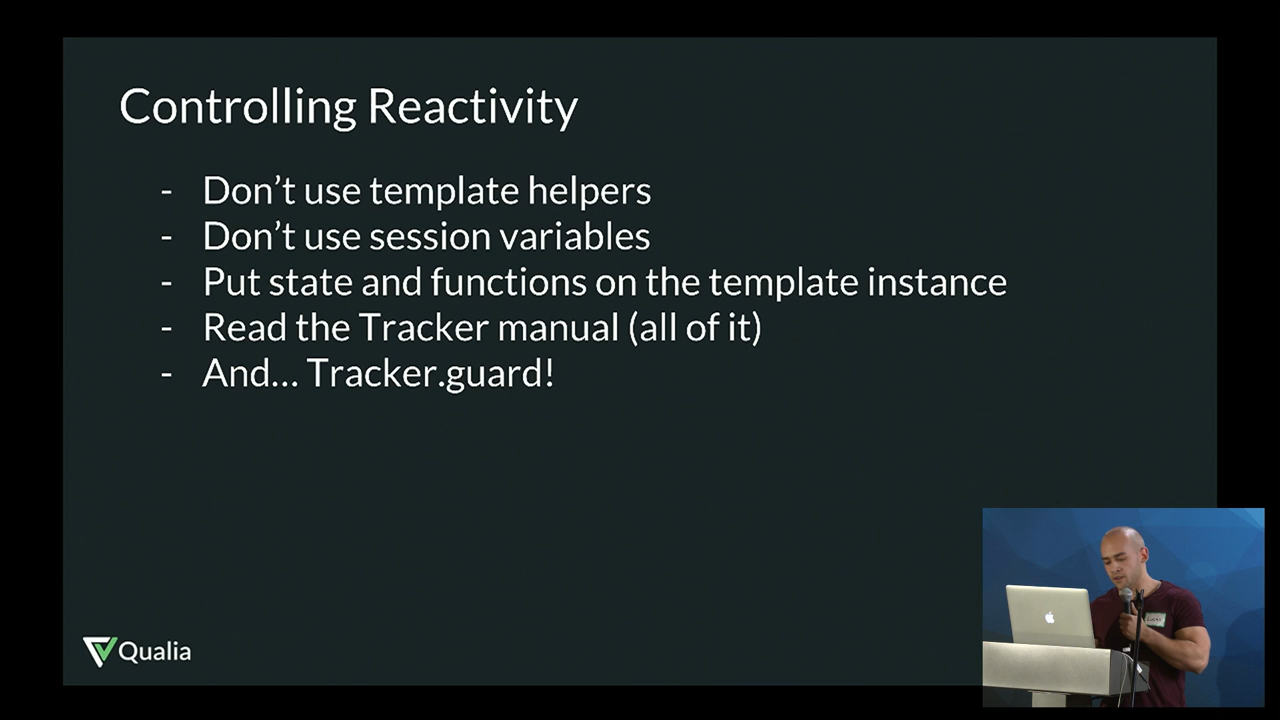 Controlling Reactivity
- Don’t use template helpers
- Don’t use session variables
- Put state and functions on the template instance
- Read the Tracker manual (all of it)
- And... Tracker.guard!
Qualia